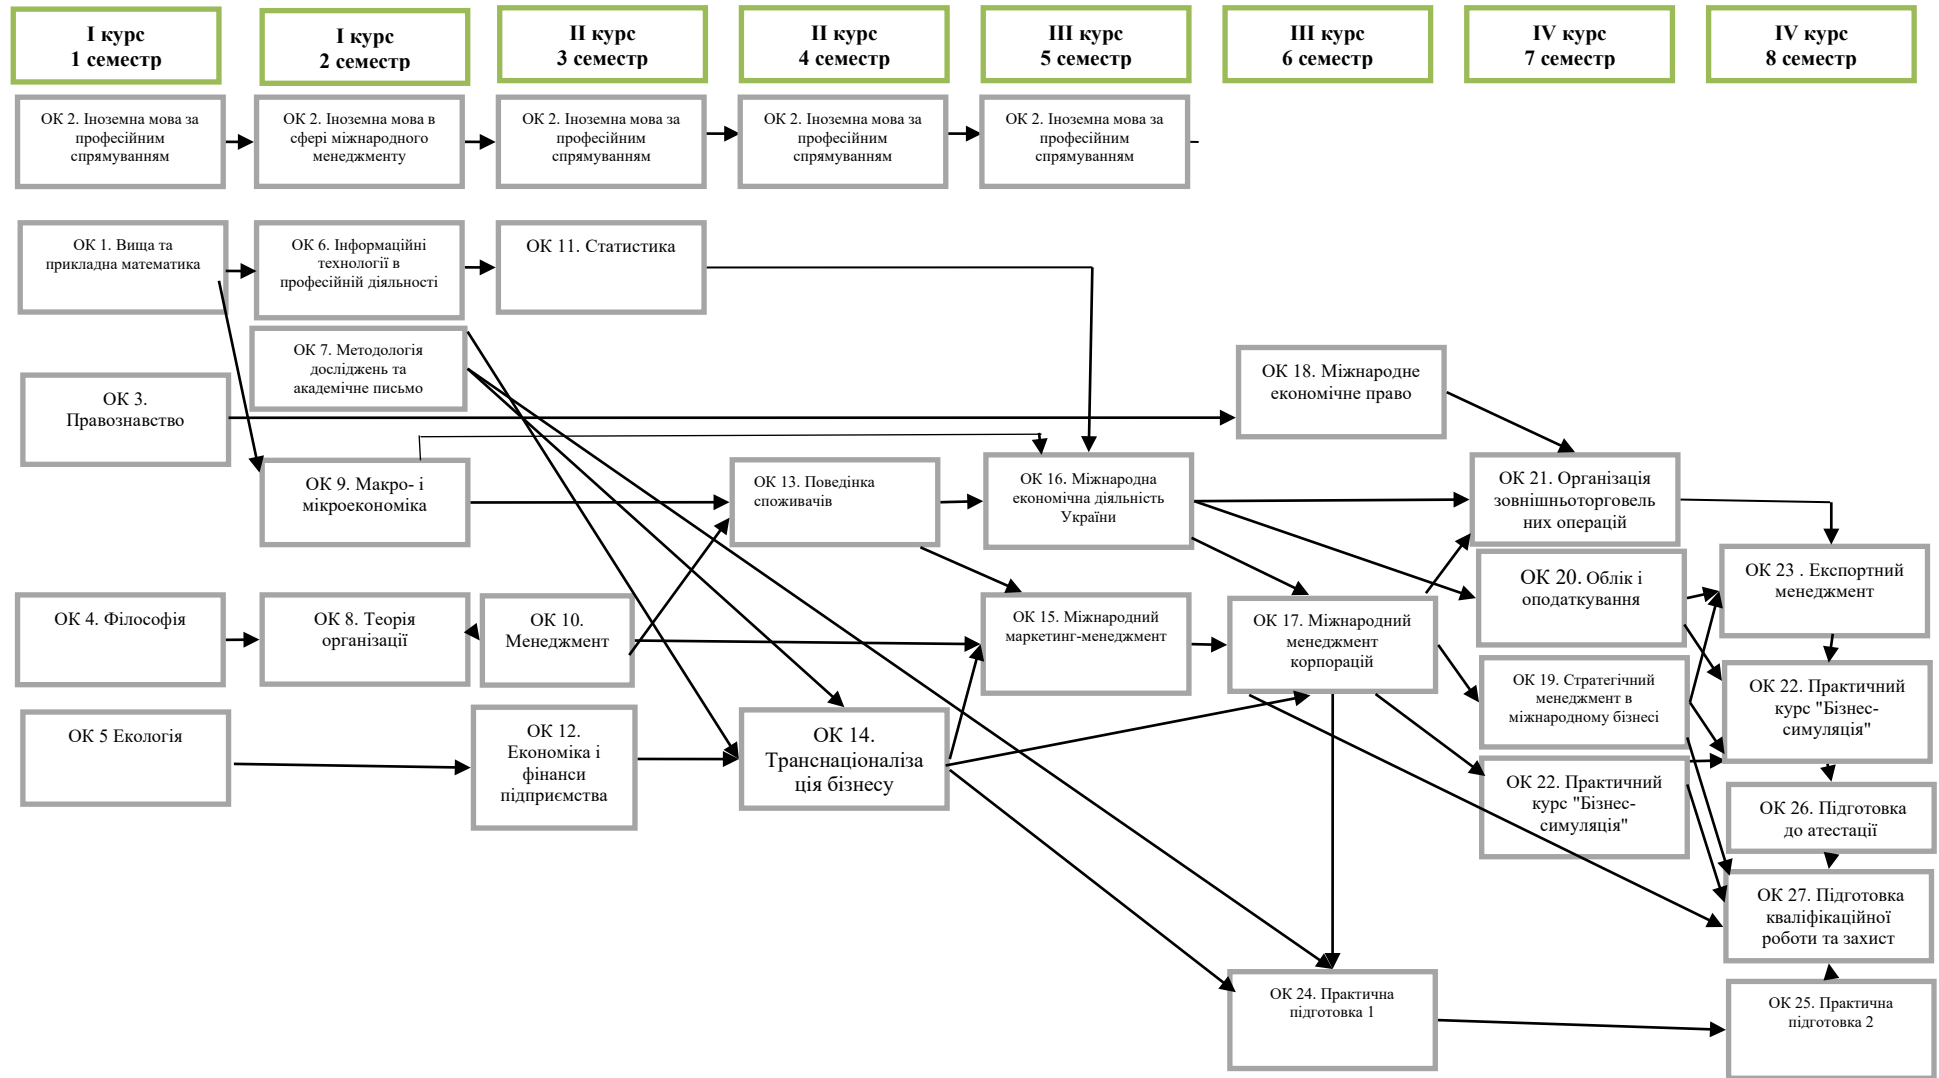 І курс
1 семестр
І курс
2 семестр
ІІ курс
3 семестр
ІІ курс
4 семестр
ІІІ курс
5 семестр
ІІІ курс
6 семестр
IV курс
7 семестр
IV курс
8 семестр
ОК 2. Іноземна мова за
професійним
спрямуванням
ОК 2. Іноземна мова в
сфері міжнародного
менеджменту
ОК 2. Іноземна мова за
професійним
спрямуванням
ОК 2. Іноземна мова за
професійним
спрямуванням
ОК 2. Іноземна мова за
професійним
спрямуванням
ОК 1. Вища та
прикладна математика
ОК 6. Інформаційні
технології в
професійній діяльності
ОК 11. Статистика
ОК 7. Методологія
досліджень та
академічне письмо
ОК 3.
Правознавство
ОК 18. Міжнародне
економічне право
ОК 9. Макро- і
мікроекономіка
ОК 13. Поведінка
споживачів
ОК 16. Міжнародна
економічна діяльність
України
ОК 21. Організація
зовнішньоторговель
них операцій
ОК 20. Облік і
оподаткування
ОК 23 . Експортний
менеджмент
ОК 4. Філософія
ОК 8. Теорія
організації
ОК 10.
Менеджмент
ОК 15. Міжнародний
маркетинг-менеджмент
ОК 17. Міжнародний
менеджмент
корпорацій
ОК 19. Стратегічний
менеджмент в
міжнародному бізнесі
ОК 22. Практичний
курс "Бізнес-
симуляція"
ОК 5 Екологія
ОК 12.
Економіка і
фінанси
підприємства
ОК 14.
Транснаціоналіза
ція бізнесу
ОК 22. Практичний
курс "Бізнес-
симуляція"
ОК 26. Підготовка
до атестації
ОК 27. Підготовка
кваліфікаційної
роботи та захист
ОК 24. Практична
підготовка 1
ОК 25. Практична
підготовка 2